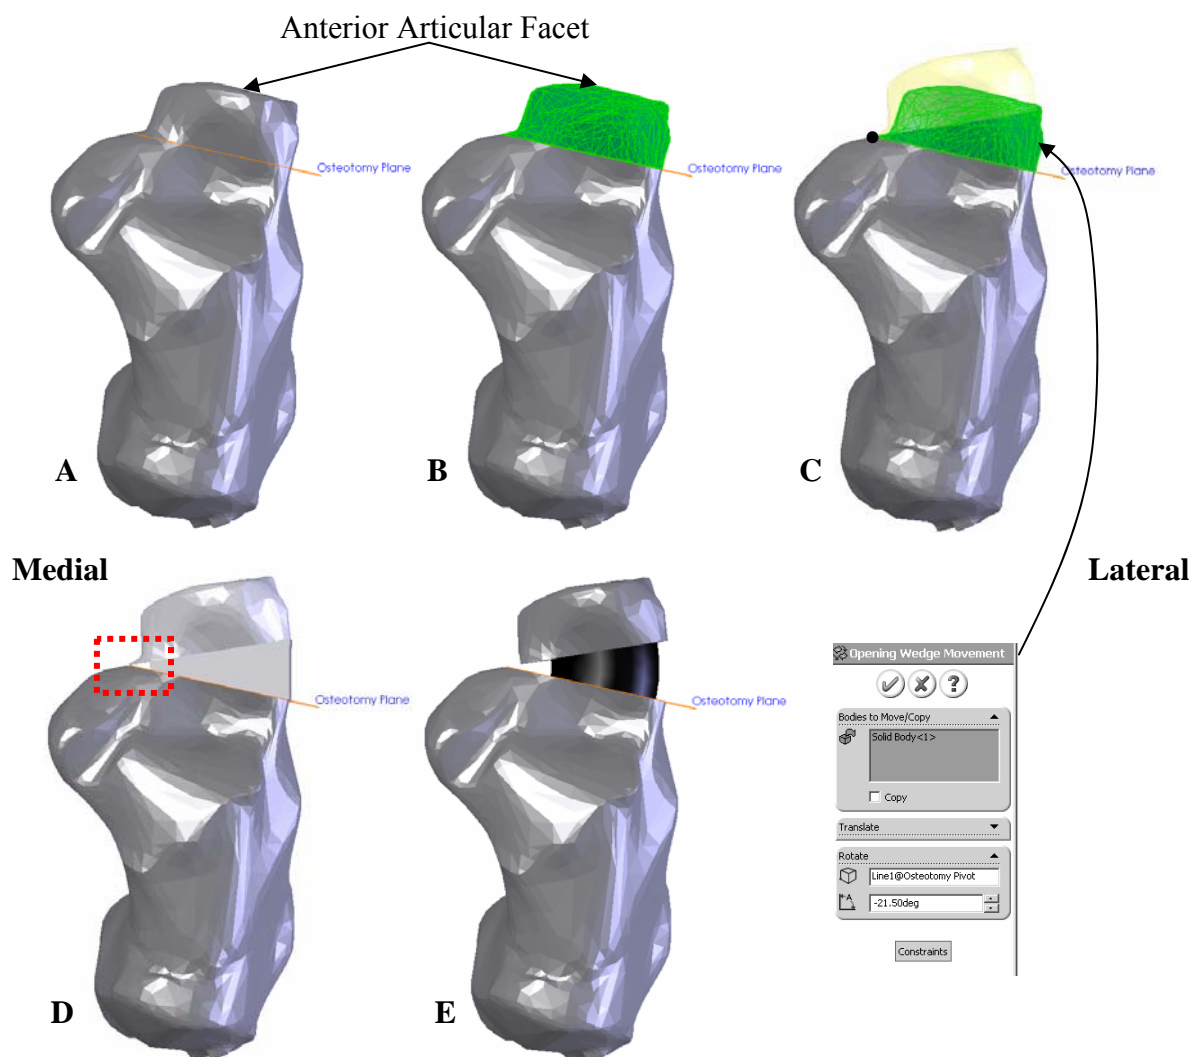 Anterior Articular Facet
Osteotomy Plane
Osteotomy Plane
Osteotomy Plane
A
B
C
Medial
Lateral
Opening Wedge Movement
?
Bodies to Move/Copy
Solid Body<1>
Copy
Osteotomy Plane
Osteotomy Plane
Translate
Rotate
Line1@Osteotomy Pivot
A
-21.50deg
Constraints
D
E